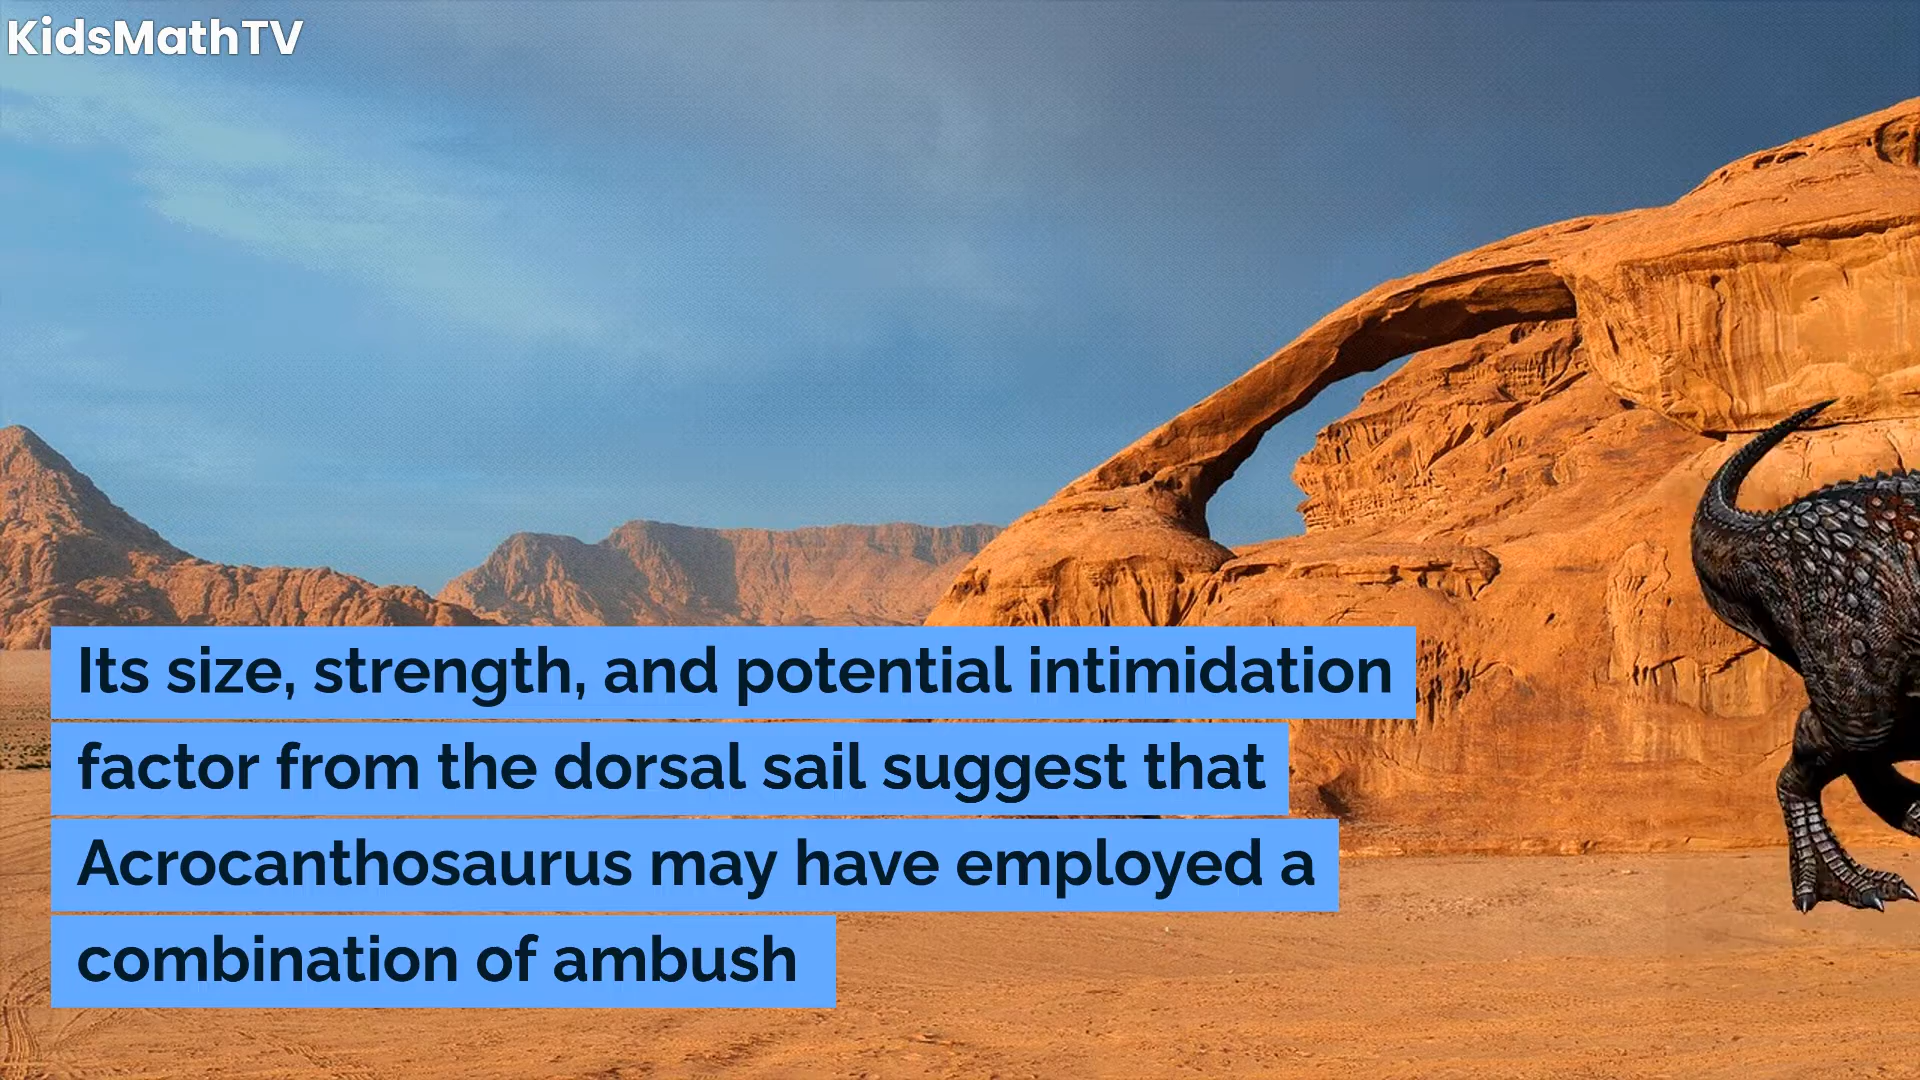 KidsMathTV
Its size, strength, and potential intimidation
factor from the dorsal sail suggest that
Acrocanthosaurus may have employed a
combination of ambush